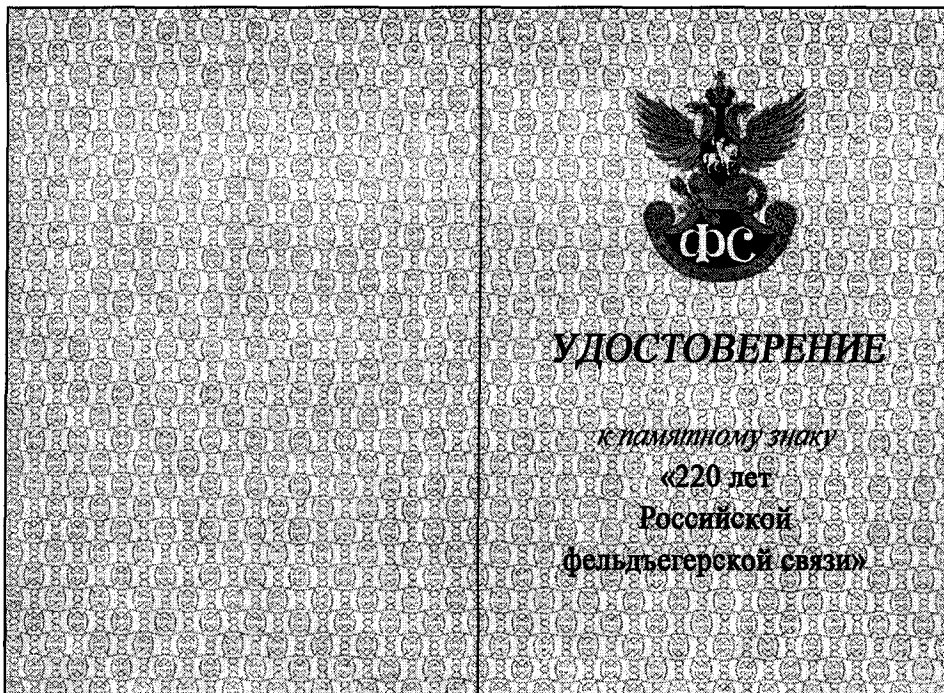 ФС
УДОСТОВЕРЕНИЕ
к памятному знаку
«220 лет
Российской
фельдъегерской связи»